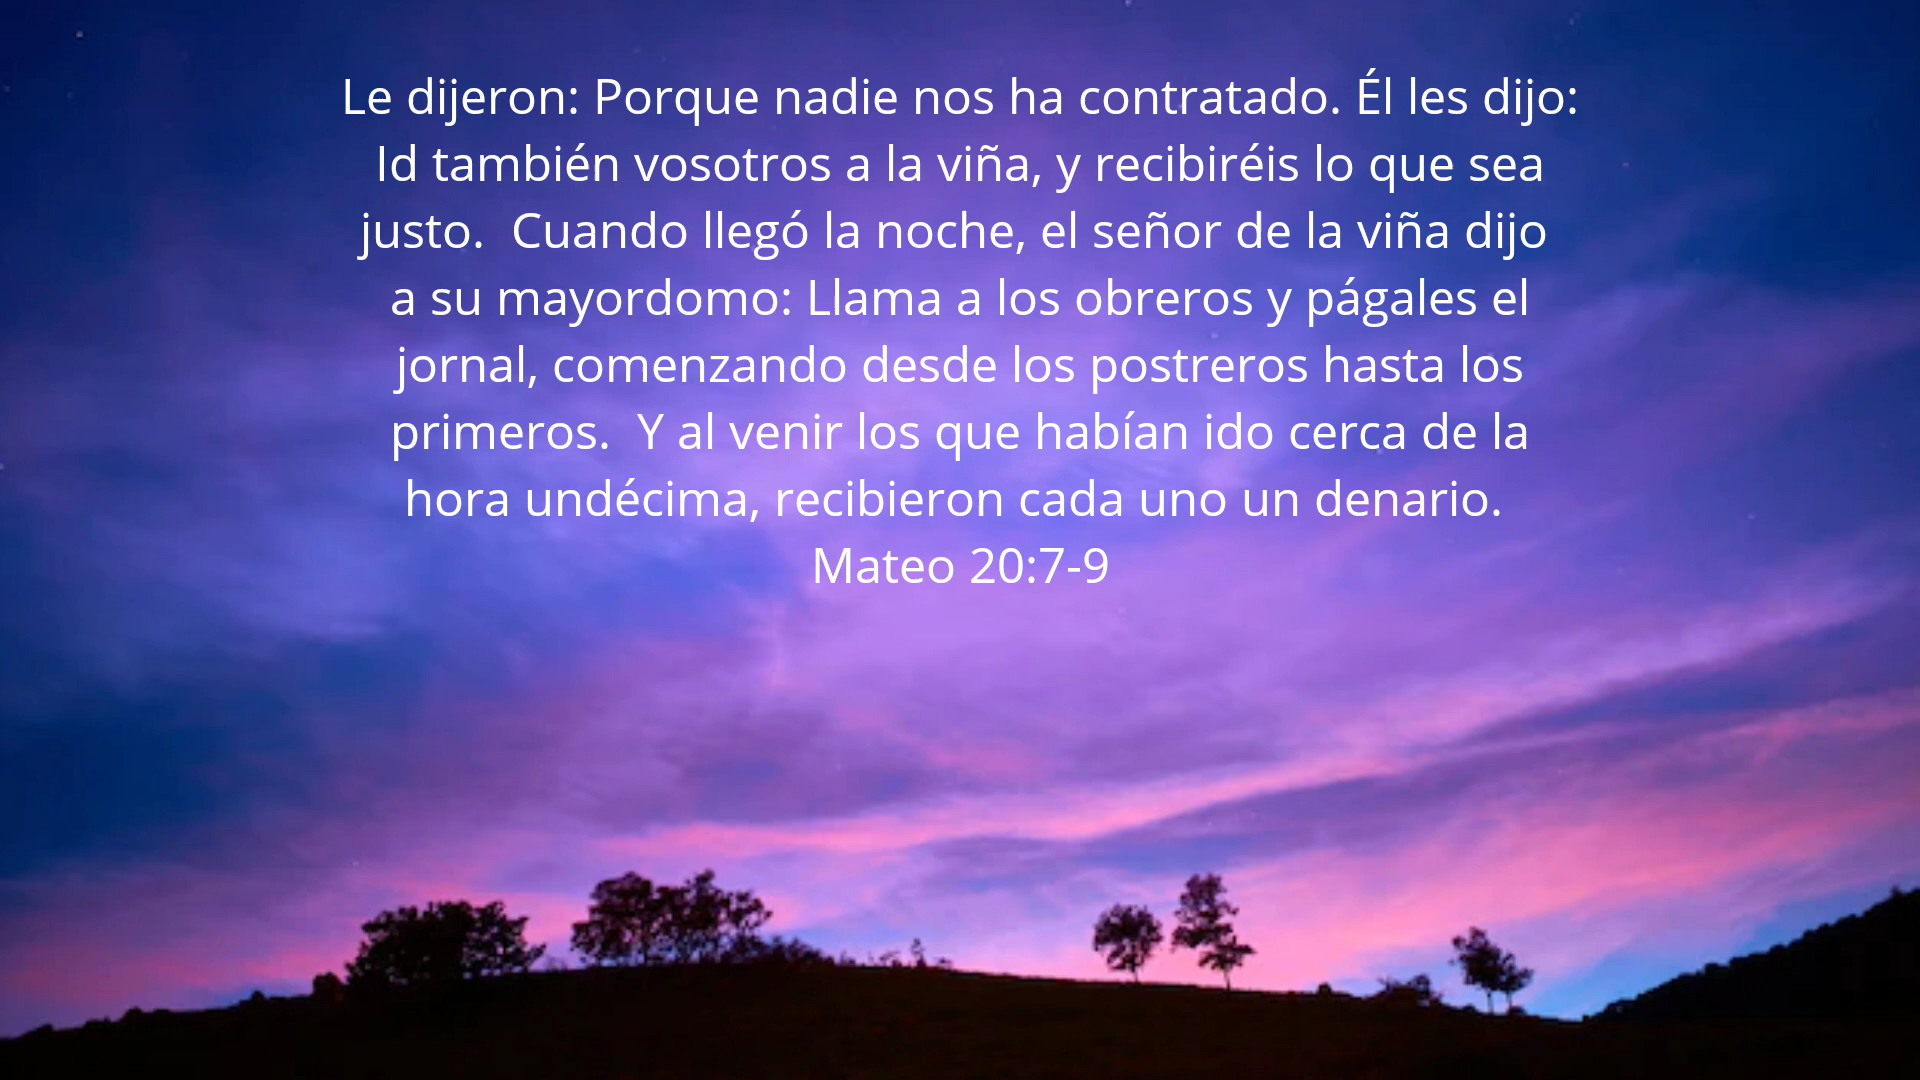 Le dijeron: Porque nadie nos ha contratado. Él les dijo:
Id también vosotros a la viña, y recibiréis lo que sea
justo.  Cuando llegó la noche, el señor de la viña dijo
a su mayordomo: Llama a los obreros y págales el
jornal, comenzando desde los postreros hasta los
primeros.  Y al venir los que habían ido cerca de la
hora undécima, recibieron cada uno un denario.
Mateo 20:7-9